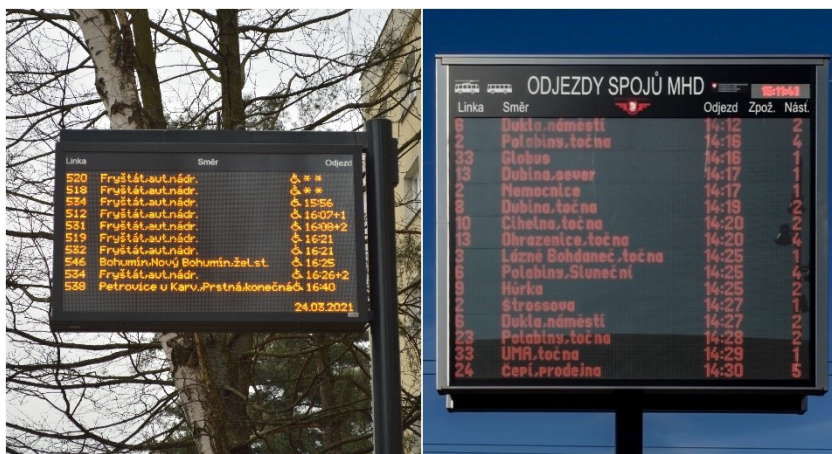 Linka Směr Odjezd
520 Fryštát,aut.nádr. **
518 Fryštát,aut.nádr. **
534 Fryštát,aut.nádr. 15:56
512 Fryštát,aut.nádr. 16:07+1
531 Fryštát,aut.nádr. 16:08+2
519 Fryštát,aut.nádr. 16:21
532 Fryštát,aut.nádr. 16:21
546 Bohumín,Nový Bohumín,žel.st. 16:25
534 Fryštát,aut.nádr. 16:26+2
538 Petrovice u Karv.,Prstná,konečná 16:40
24.03.2021
ODJEZDY SPOJŮ MHD
Linka Směr Odjezd Zpož. Nást.
6 Dukla,náměstí 14:12 2
2 Polabiny,točna 14:16 4
33 Globus 14:16 1
13 Dubina,sever 14:17 1
2 Nemocnice 14:17 1
8 Dubina,točna 14:19 2
10 Cihelna,točna 14:20 2
13 Ohrazenice,točna 14:20 4
3 Lázně Bohdaneč,točna 14:25 1
6 Polabiny,Sluneční 14:25 4
9 Hůrka 14:25 2
2 Štrossova 14:27 1
6 Dukla,náměstí 14:27 2
23 Polabiny,točna 14:28 2
33 UMA,točna 14:29 1
24 Čepí,prodejna 14:30 5